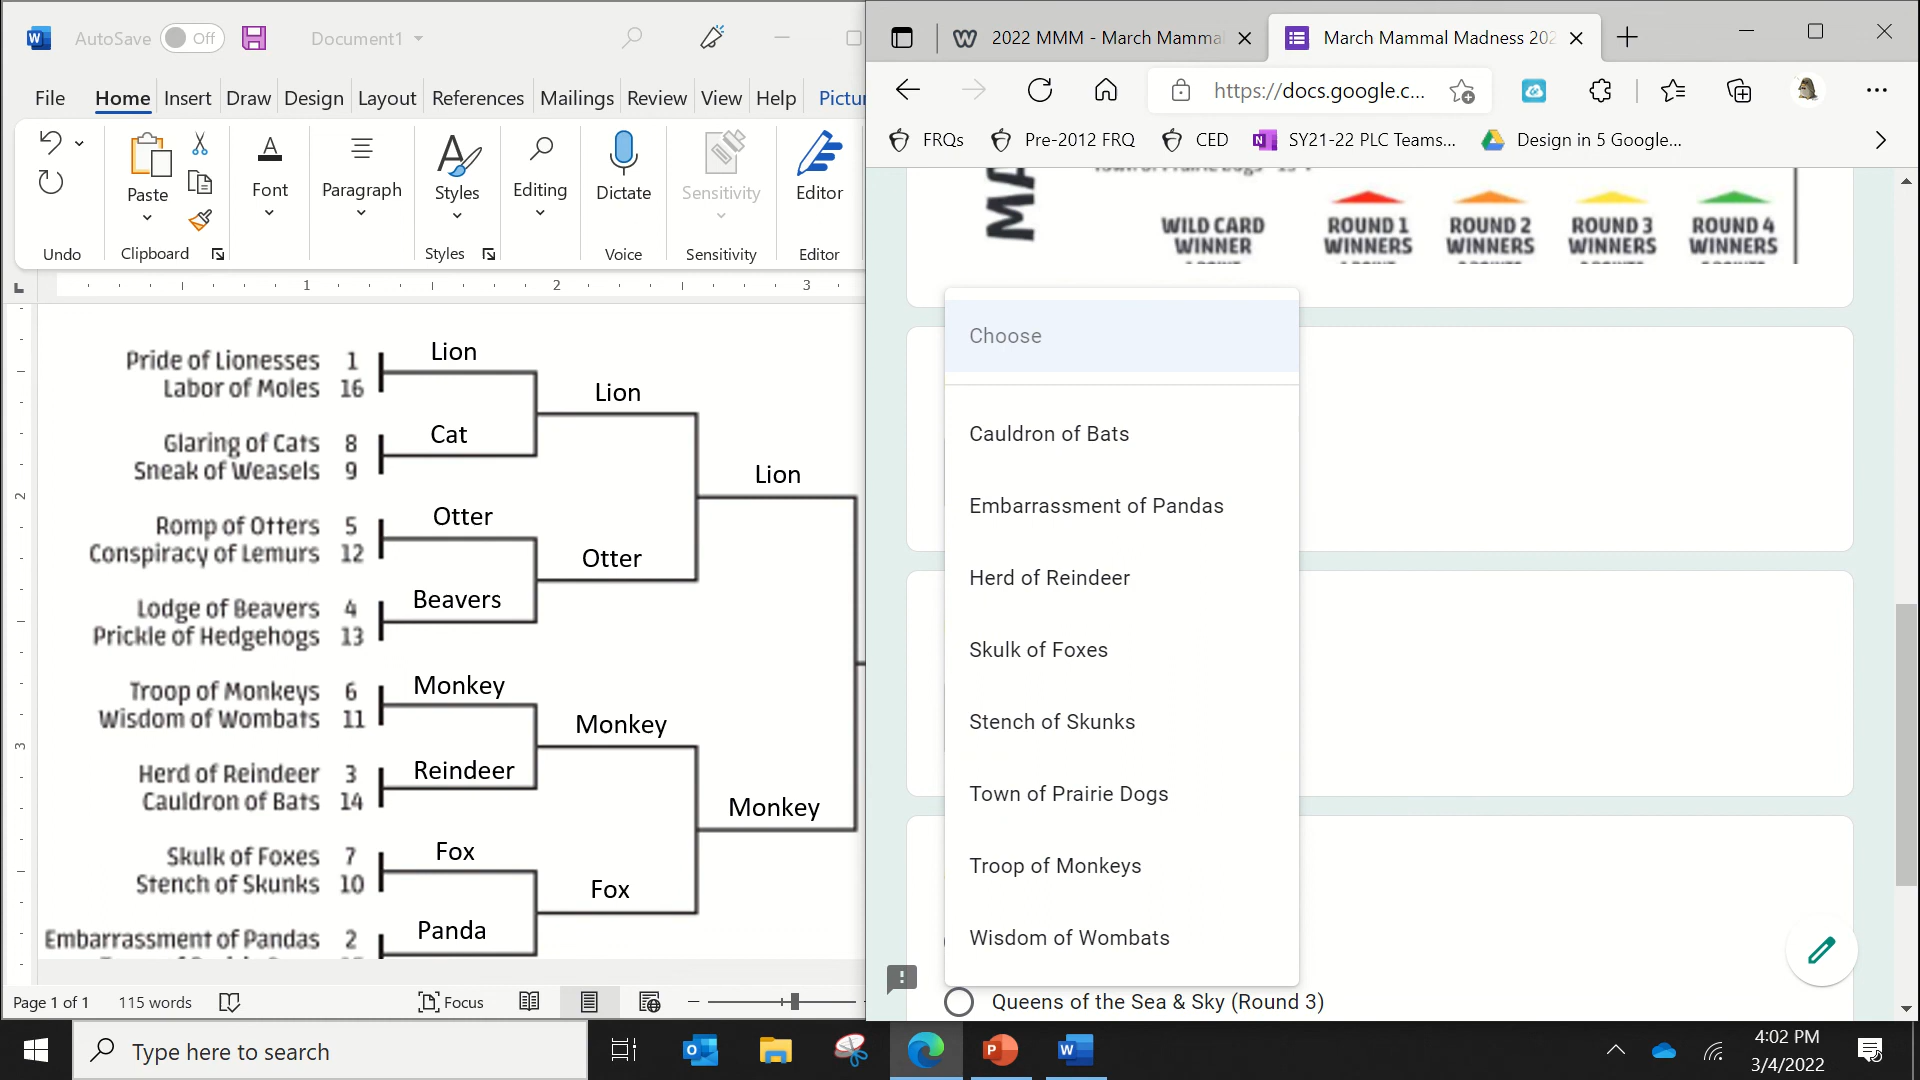 AutoSave Off Document1
File Home Insert Draw Design Layout References Mailings Review View Help Pictur
Paste Font Paragraph Styles Editing Dictate Sensitivity Editor
Undo Clipboard Styles Voice Sensitivity Editor
1 2 3
2
3
Pride of Lionesses 1
Labor of Moles 16
Glaring of Cats 8
Sneak of Weasels 9
Romp of Otters 5
Conspiracy of Lemurs 12
Lodge of Beavers 4
Prickle of Hedgehogs 13
Troop of Monkeys 6
Wisdom of Wombats 11
Herd of Reindeer 3
Cauldron of Bats 14
Skulk of Foxes 7
Stench of Skunks 10
Embarrassment of Pandas 2
Lion
Cat
Otter
Beavers
Monkey
Reindeer
Fox
Panda
Lion
Otter
Monkey
Fox
Lion
Monkey
Page 1 of 1 115 words Focus
2022 MMM - March Mamma
March Mammal Madness 202
https://docs.google.c...
FRQs Pre-2012 FRQ CED SY21-22 PLC Teams... Design in 5 Google...
MA
WILD CARD
WINNER
ROUND 1
WINNERS
ROUND 2
WINNERS
ROUND 3
WINNERS
ROUND 4
WINNERS
Choose
Cauldron of Bats
Embarrassment of Pandas
Herd of Reindeer
Skulk of Foxes
Stench of Skunks
Town of Prairie Dogs
Troop of Monkeys
Wisdom of Wombats
Queens of the Sea & Sky (Round 3)
Type here to search
4:02 PM
3/4/2022